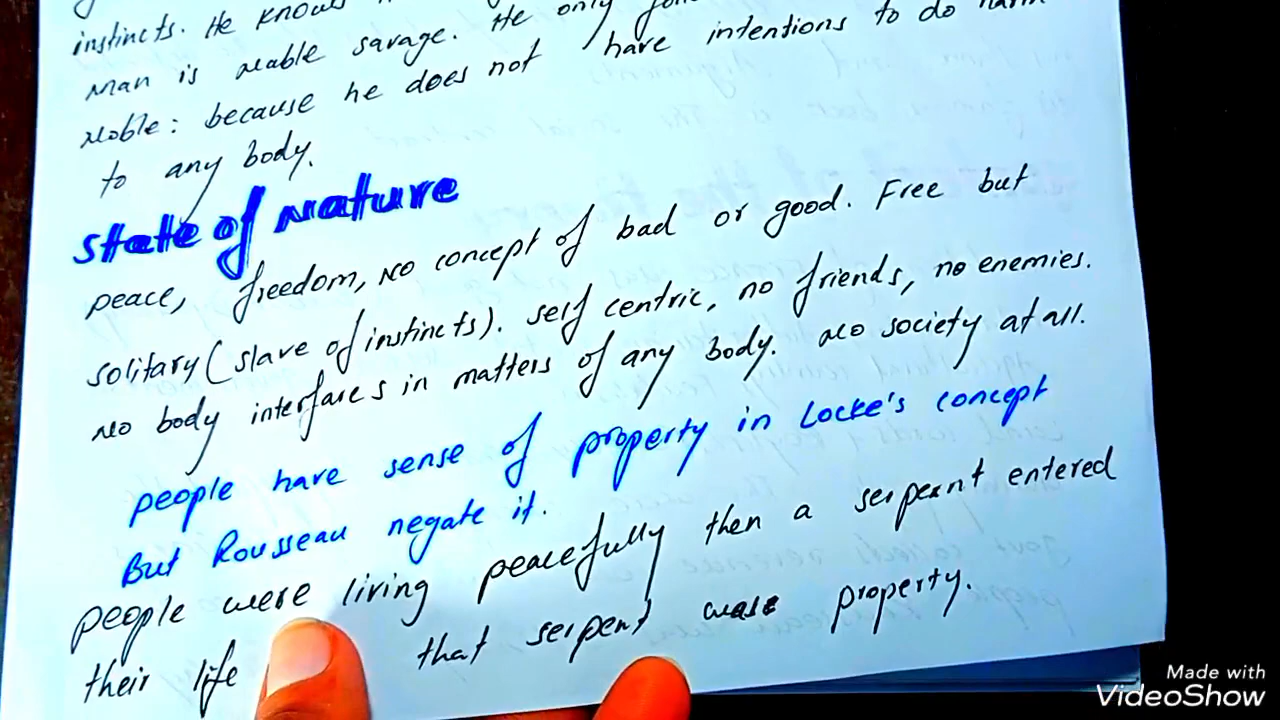 instincts. He knows
man is noble savage. He only
Noble: because he does not have intentions to do harm
to any body.
State of Nature
peace, freedom, No concept of bad or good. Free but
solitary (slave of instincts). self centric, no friends, no enemies.
No body interfares in matters of any body. No society at all.
people have sense of property in Locke's concept
But Rousseau negate it.
people were living peacefully then a serpennt entered
their life that serpent was property.
Made with
VideoShow